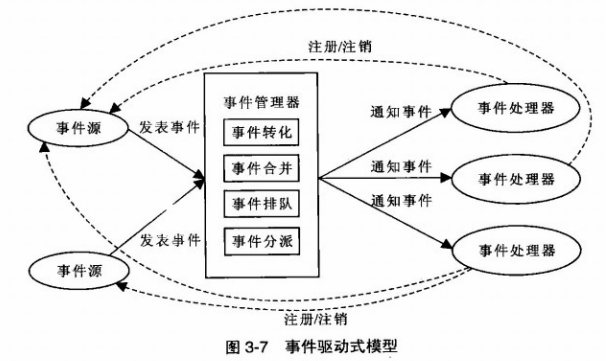 注册/注销
事件管理器
事件源
发表事件
事件转化
通知事件
事件处理器
事件合并
通知事件
事件处理器
事件排队
通知事件
事件源
发表事件
事件分派
事件处理器
注册/注销
图 3-7 事件驱动式模型